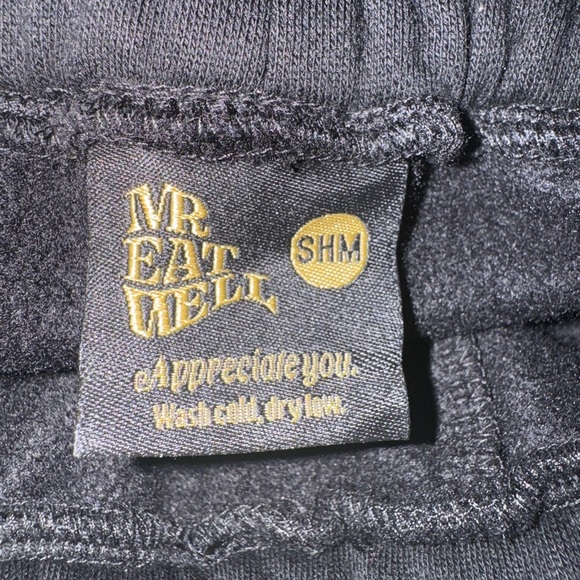 MR
EAT
WELL
SHM
Appreciate you.
Wash cold, dry low.